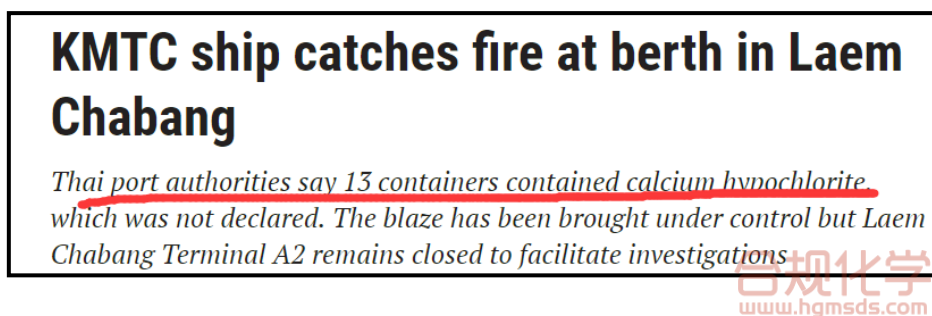 KMTC ship catches fire at berth in Laem
Chabang
Thai port authorities say 13 containers contained calcium hypochlorite,
which was not declared. The blaze has been brought under control but Laem
Chabang Terminal A2 remains closed to facilitate investigations
合规化学
www.hgmsds.com